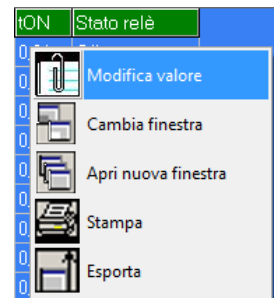 tON Stato relè
Modifica valore
Cambia finestra
Apri nuova finestra
Stampa
Esporta